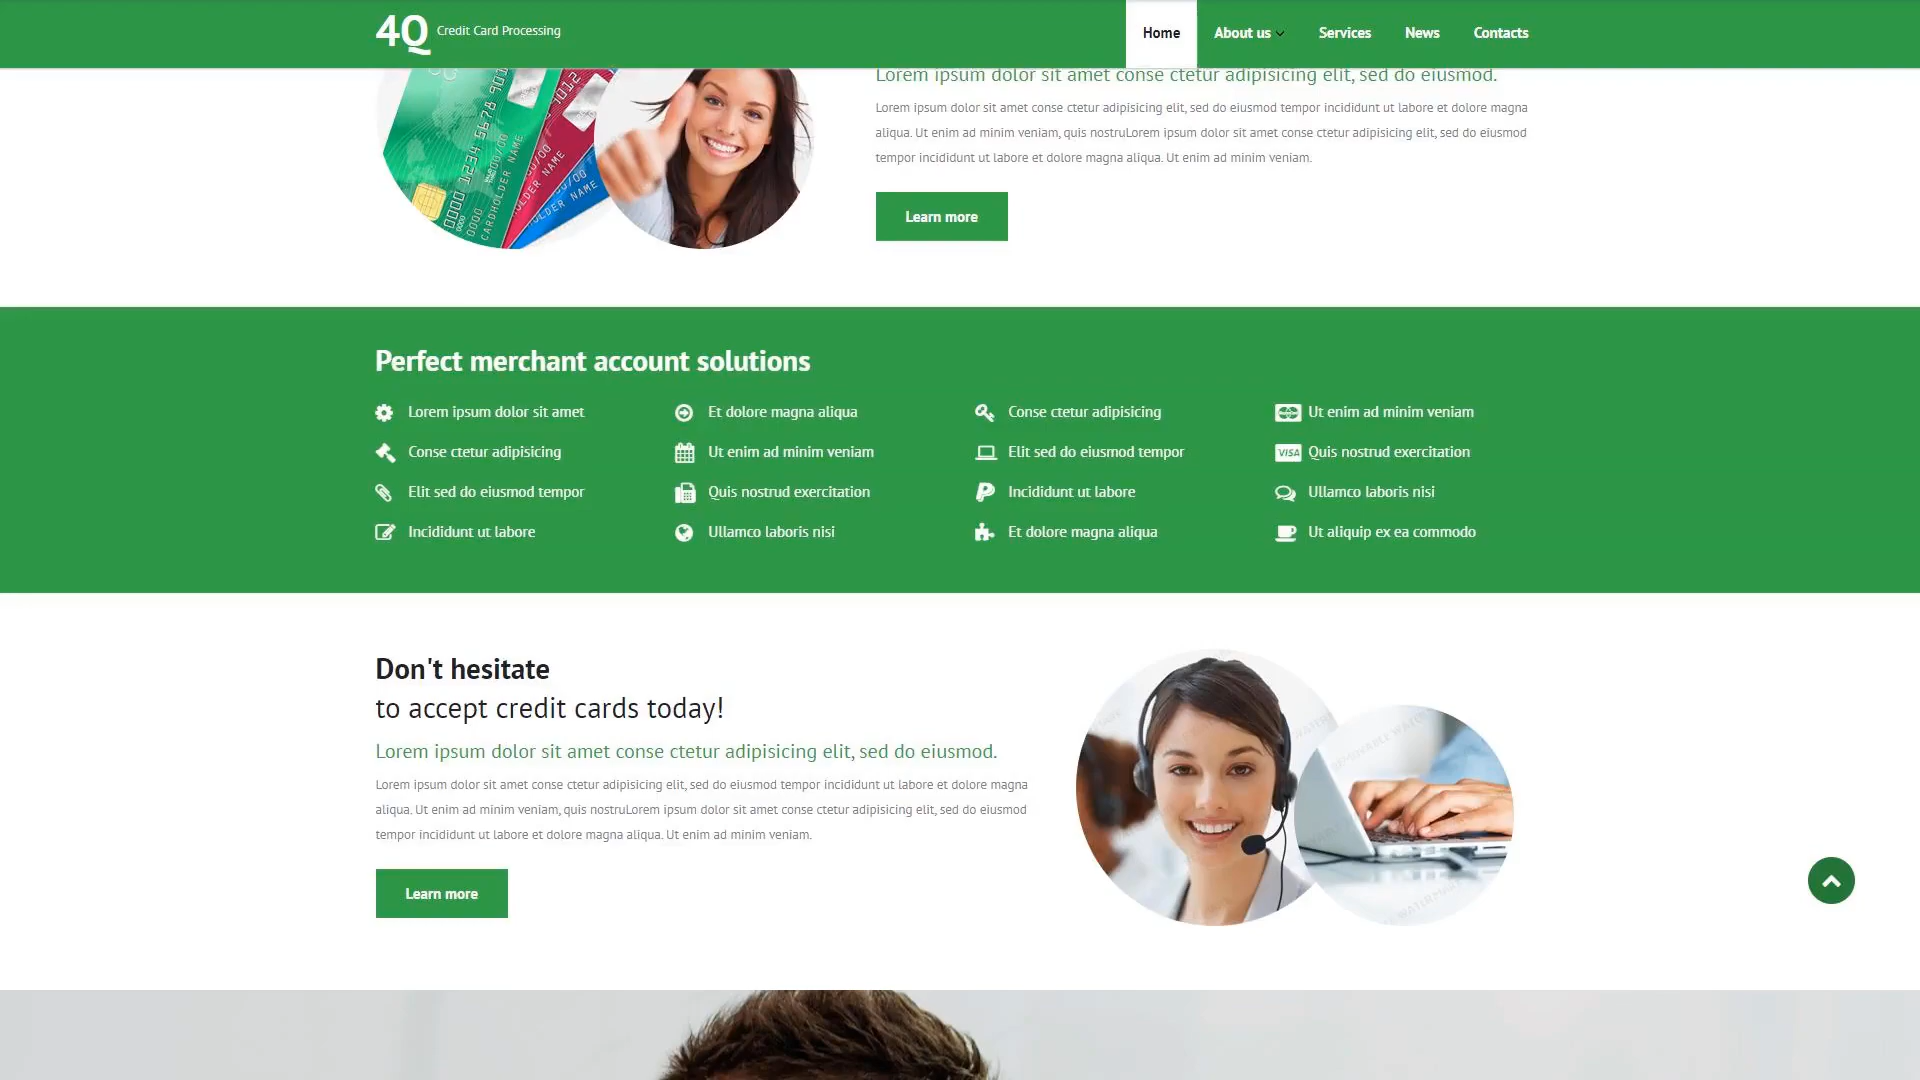 4Q Credit Card Processing
Home About us Services News Contacts
Lorem ipsum dolor sit amet conse ctetur adipisicing elit, sed do eiusmod.
Lorem ipsum dolor sit amet conse ctetur adipisicing elit, sed do eiusmod tempor incididunt ut labore et dolore magna
aliqua. Ut enim ad minim veniam, quis nostruLorem ipsum dolor sit amet conse ctetur adipisicing elit, sed do eiusmod
tempor incididunt ut labore et dolore magna aliqua. Ut enim ad minim veniam.
CARDHOLDER NAME
Learn more
Perfect merchant account solutions
Lorem ipsum dolor sit amet
Conse ctetur adipisicing
Elit sed do eiusmod tempor
Incididunt ut labore
Et dolore magna aliqua
Ut enim ad minim veniam
Quis nostrud exercitation
Ullamco laboris nisi
Conse ctetur adipisicing
Elit sed do eiusmod tempor
Incididunt ut labore
Et dolore magna aliqua
Ut enim ad minim veniam
VISA Quis nostrud exercitation
Ullamco laboris nisi
Ut aliquip ex ea commodo
Don't hesitate
to accept credit cards today!
Lorem ipsum dolor sit amet conse ctetur adipisicing elit, sed do eiusmod.
Lorem ipsum dolor sit amet conse ctetur adipisicing elit, sed do eiusmod tempor incididunt ut labore et dolore magna
aliqua. Ut enim ad minim veniam, quis nostruLorem ipsum dolor sit amet conse ctetur adipisicing elit, sed do eiusmod
tempor incididunt ut labore et dolore magna aliqua. Ut enim ad minim veniam.
Learn more